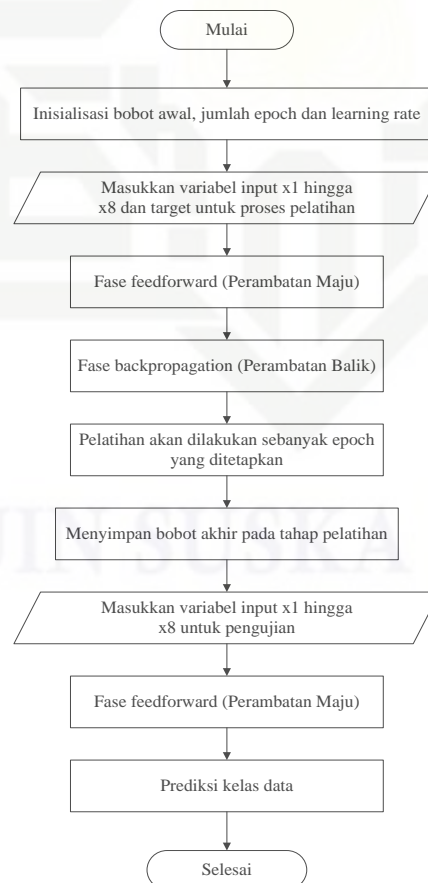 Mulai
Inisialisasi bobot awal, jumlah epoch dan learning rate
Masukkan variabel input x1 hingga
x8 dan target untuk proses pelatihan
Fase feedforward (Perambatan Maju)
Fase backpropagation (Perambatan Balik)
Pelatihan akan dilakukan sebanyak epoch
yang ditetapkan
Menyimpan bobot akhir pada tahap pelatihan
UIN SUSKA
Masukkan variabel input x1 hingga
x8 untuk pengujian
Fase feedforward (Perambatan Maju)
Prediksi kelas data
Selesai